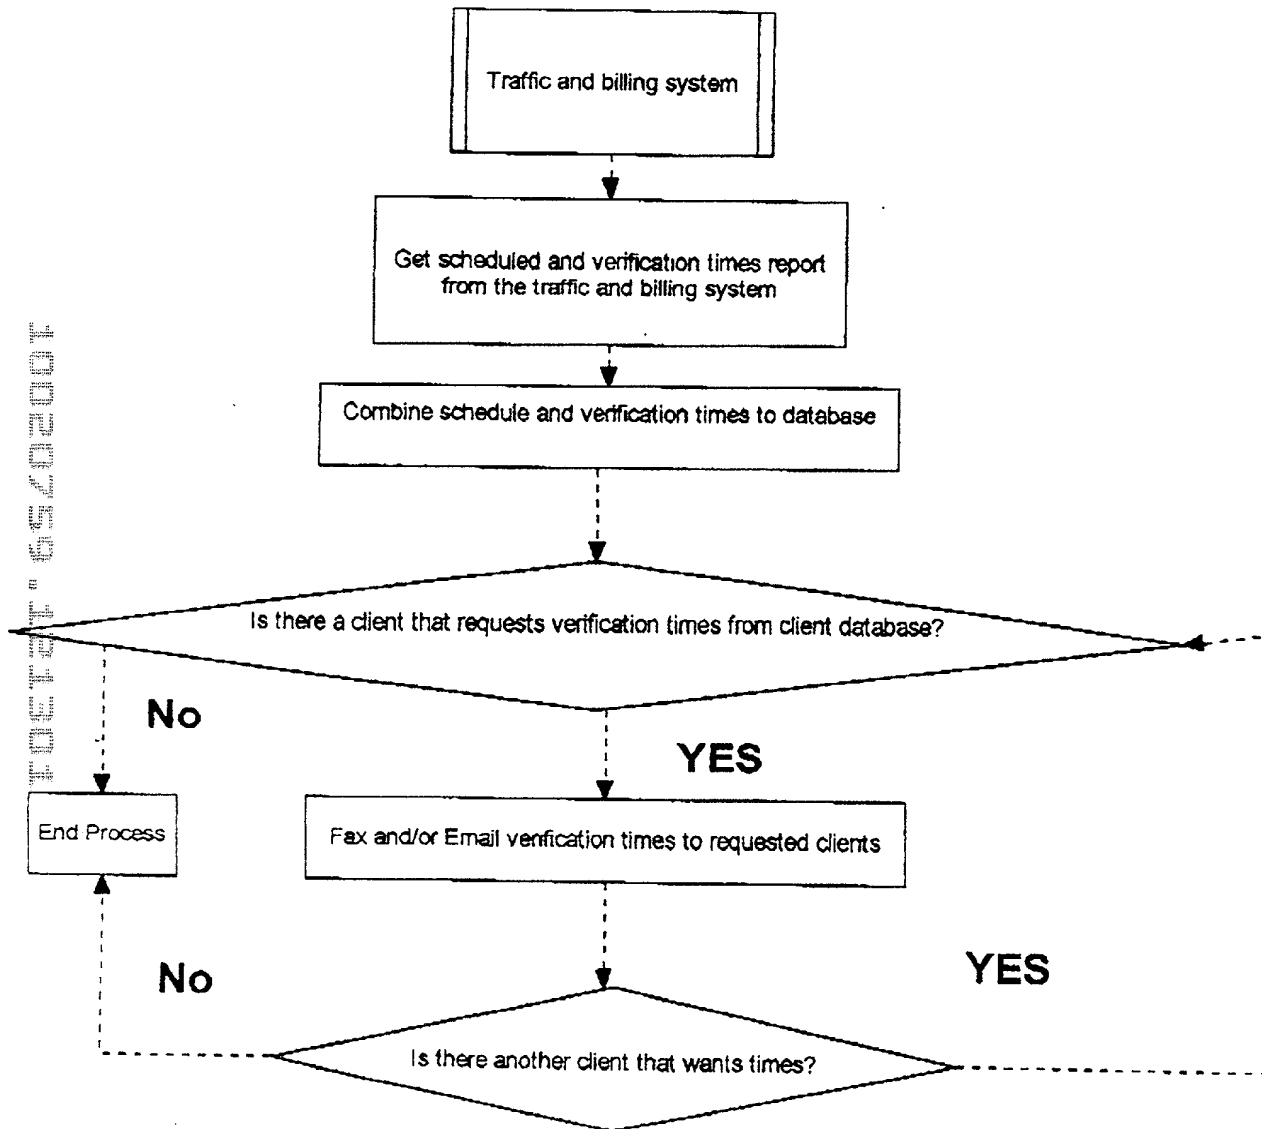 Traffic and billing system
Get scheduled and verification times report
from the traffic and billing system
Combine schedule and verification times to database
Is there a client that requests verification times from client database?
No
YES
End Process
Fax and/or Email verification times to requested clients
No
YES
Is there another client that wants times?